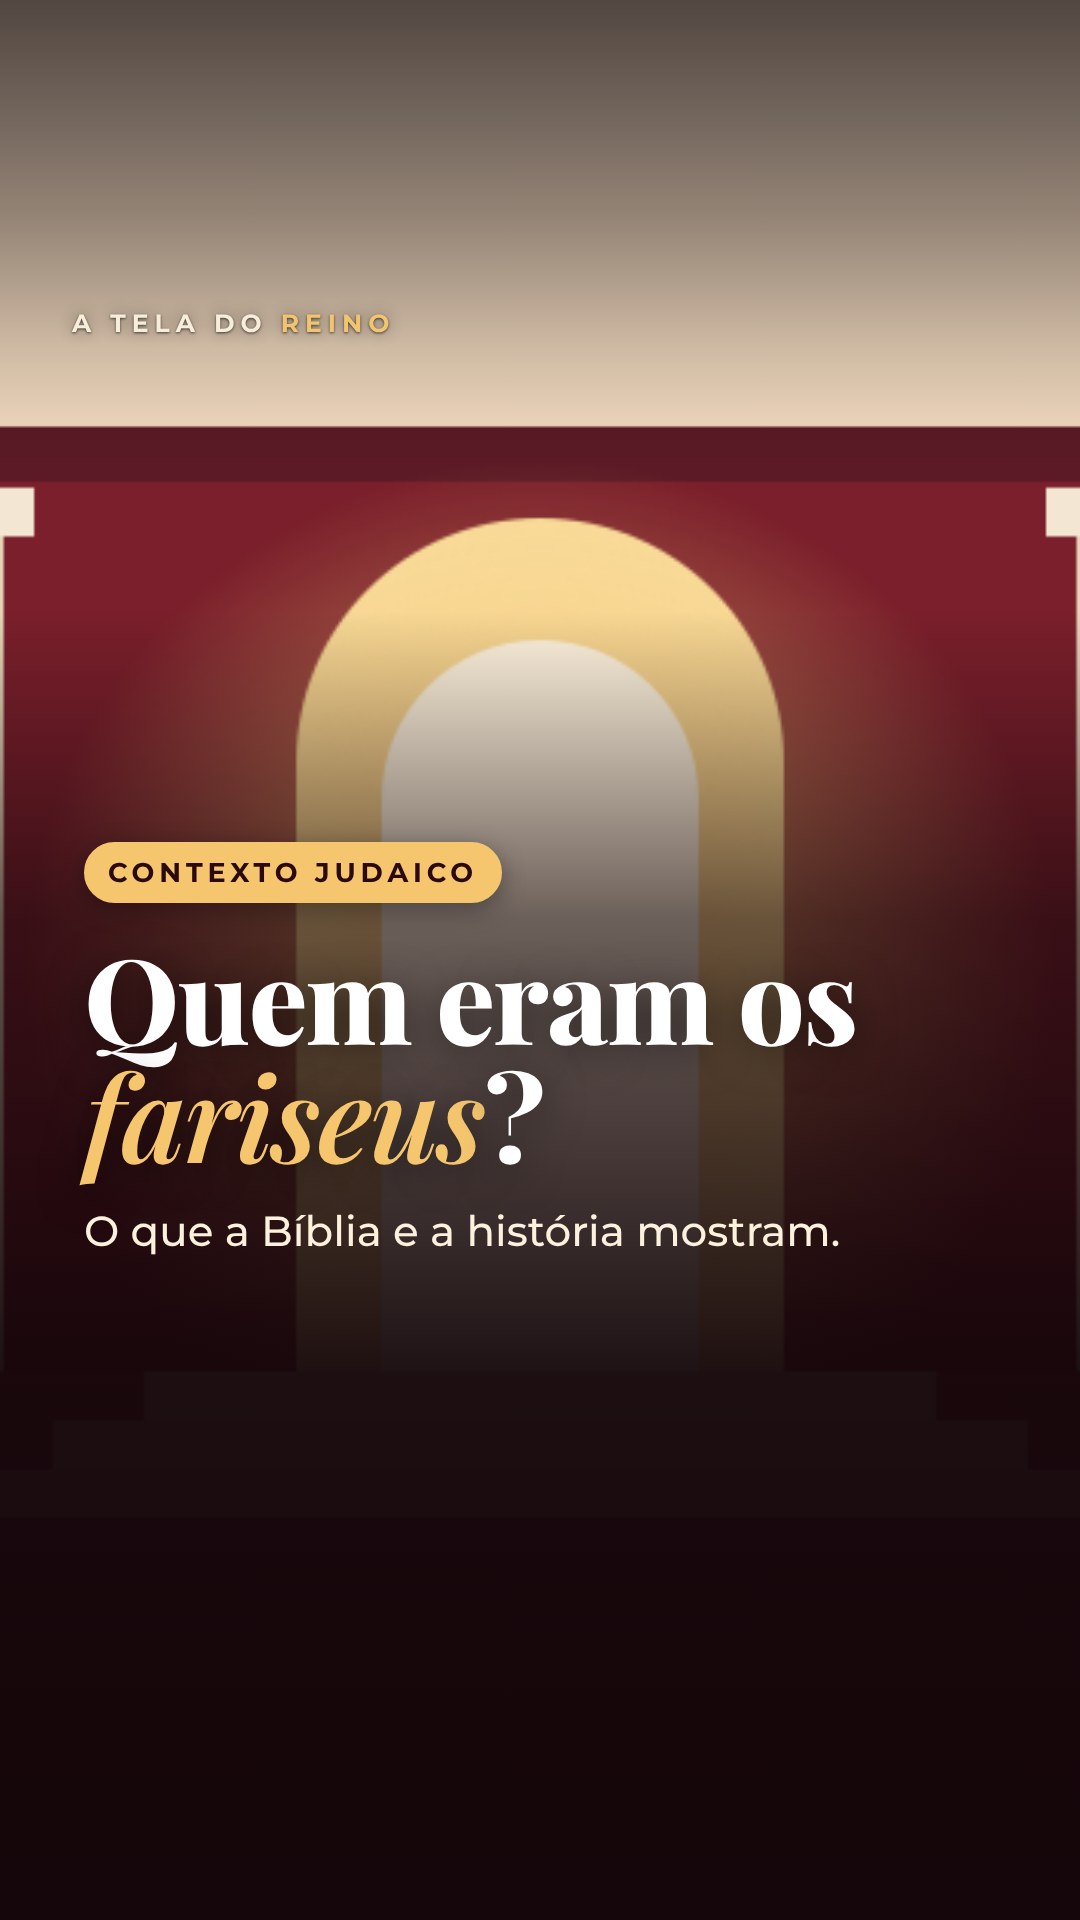 A TELA DO REINO
CONTEXTO JUDAICO
Quem eram os
fariseus?
O que a Bíblia e a história mostram.